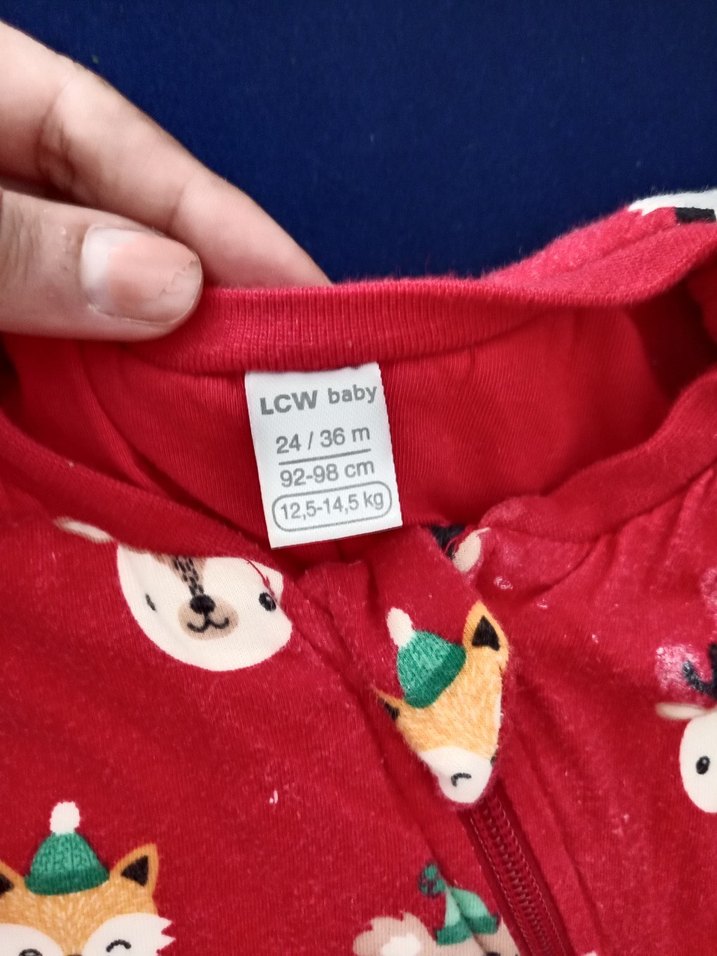 LCW baby
24 / 36 m
92-98 cm
12,5-14,5 kg